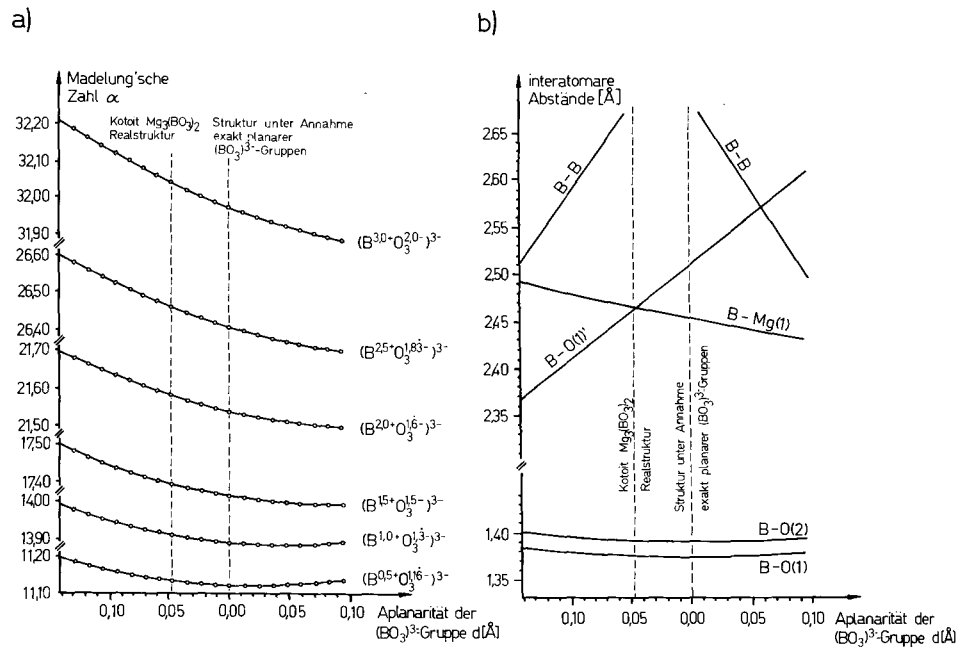 a)
Madelung'sche
Zahl α
Kotoit Mg3(BO3)2
Realstruktur
Struktur unter Annahme
exakt planarer
(BO3)3--Gruppen
32,20
32,10
32,00
31,90
26,60
26,50
26,40
21,70
21,60
21,50
17,50
17,40
14,00
13,90
11,20
11,10
(B3,0+O32,0-)3-
(B2,5+O31,83-)3-
(B2,0+O31,6-)3-
(B1,5+O31,5-)3-
(B1,0+O31,3-)3-
(B0,5+O31,16-)3-
0,10
0,05
0,00
0,05
0,10
Aplanarität der
(BO3)3--Gruppe d[Å]
b)
interatomare
Abstände [Å]
2,65
2,60
2,55
2,50
2,45
2,40
2,35
1,40
1,35
B-B
B-B
B-Mg(1)
B-O(1)'
Kotoit Mg3(BO3)2
Realstruktur
Struktur unter Annahme
exakt planarer (BO3)3--Gruppen
B-O(2)
B-O(1)
0,10
0,05
0,00
0,05
0,10
Aplanarität der
(BO3)3--Gruppe d[Å]